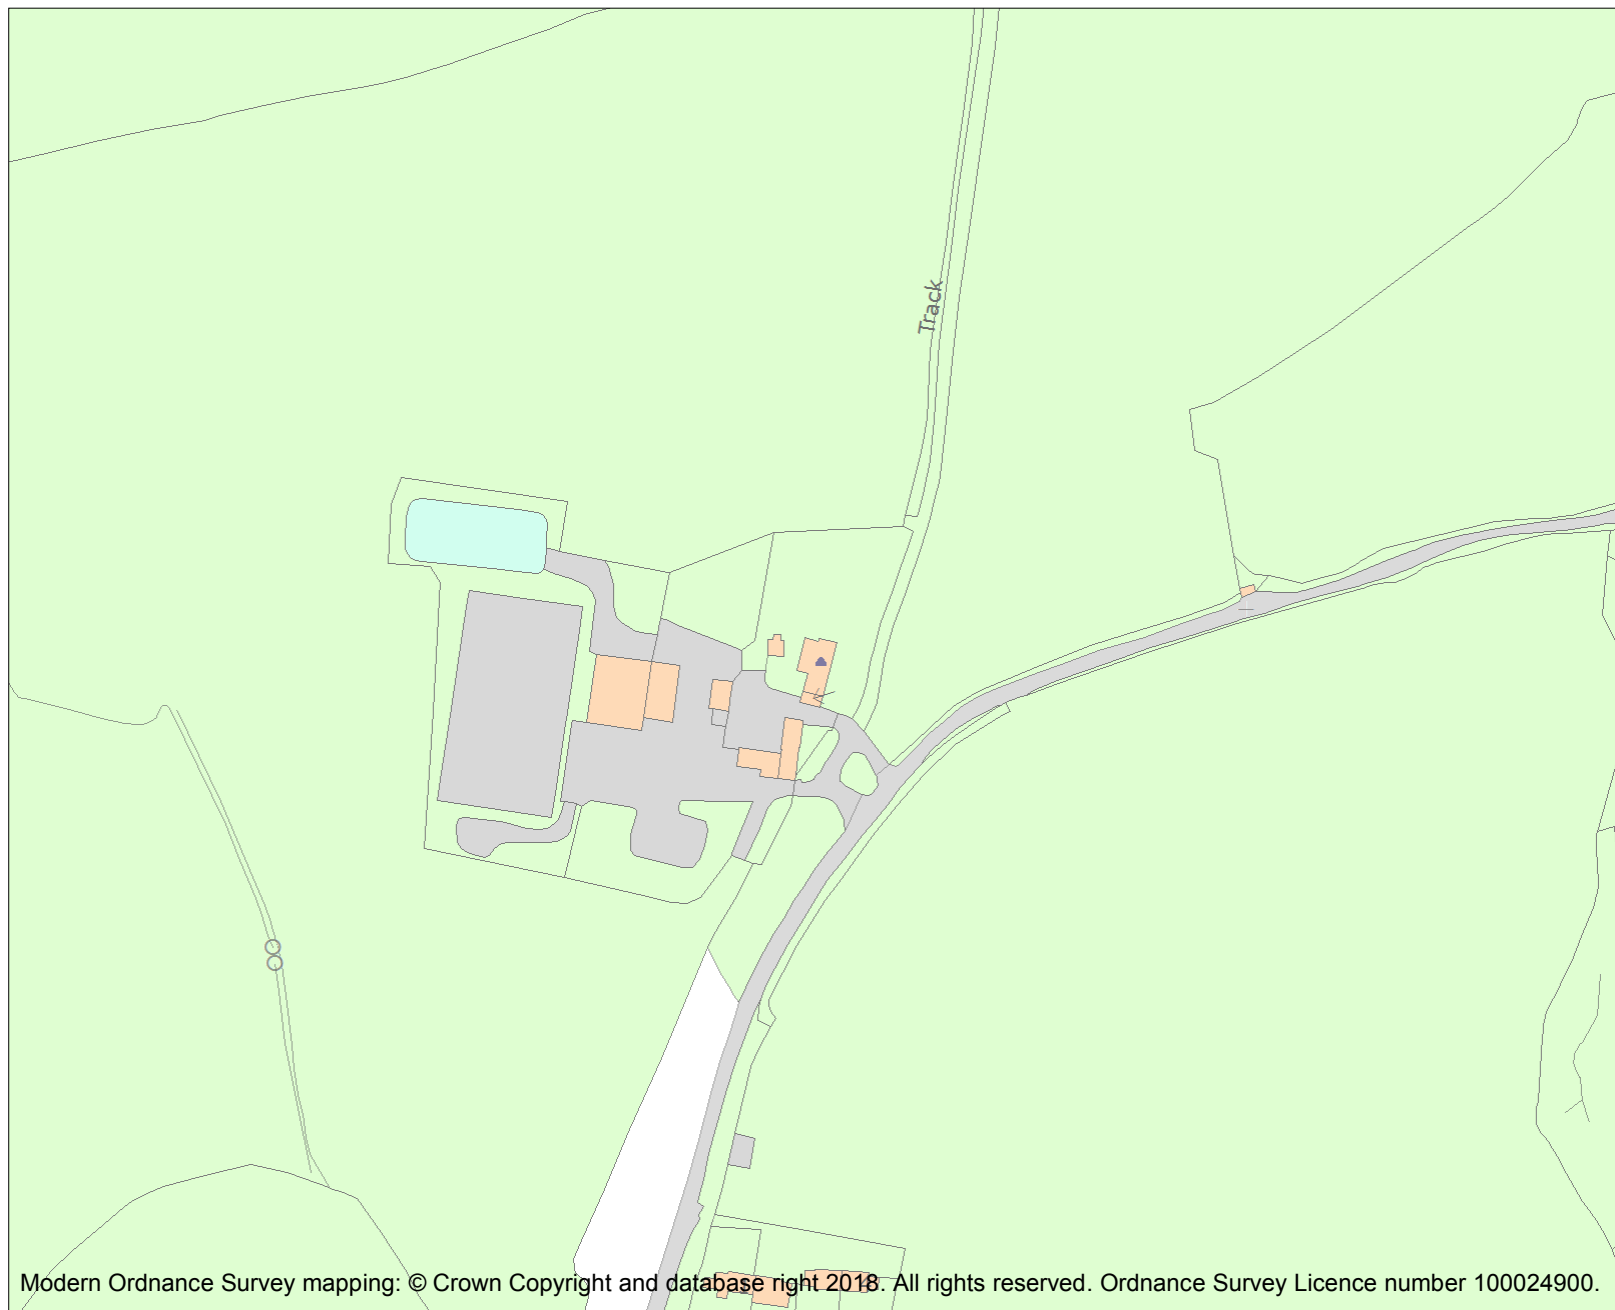 Track
Modern Ordnance Survey mapping: © Crown Copyright and database right 2018. All rights reserved. Ordnance Survey Licence number 100024900.